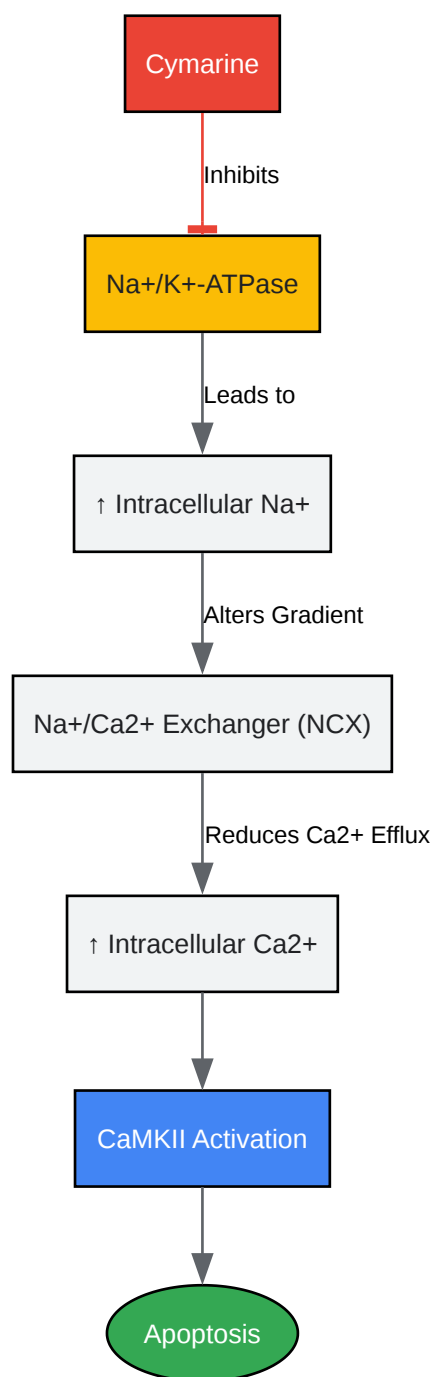 Cymarine
Inhibits
Na+/K+-ATPase
Leads to
↑ Intracellular Na+
Alters Gradient
Na+/Ca2+ Exchanger (NCX)
Reduces Ca2+ Efflux
↑ Intracellular Ca2+
CaMKII Activation
Apoptosis